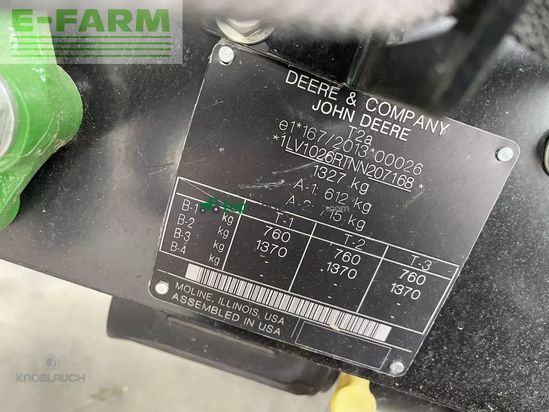 E-FARM
DEERE & COMPANY
JOHN DEERE
T2a
e1*167/2013*00026
*1LV1026RTNN207168*
1327 kg
A-1: 612 kg
A-2: 715 kg
T-1 T-2 T-3
B-1 kg 760 760 760
B-2 kg 1370 1370 1370
B-3 kg - - -
B-4 kg - - -
MOLINE, ILLINOIS, USA
ASSEMBLED IN USA
KNOBLAUCH